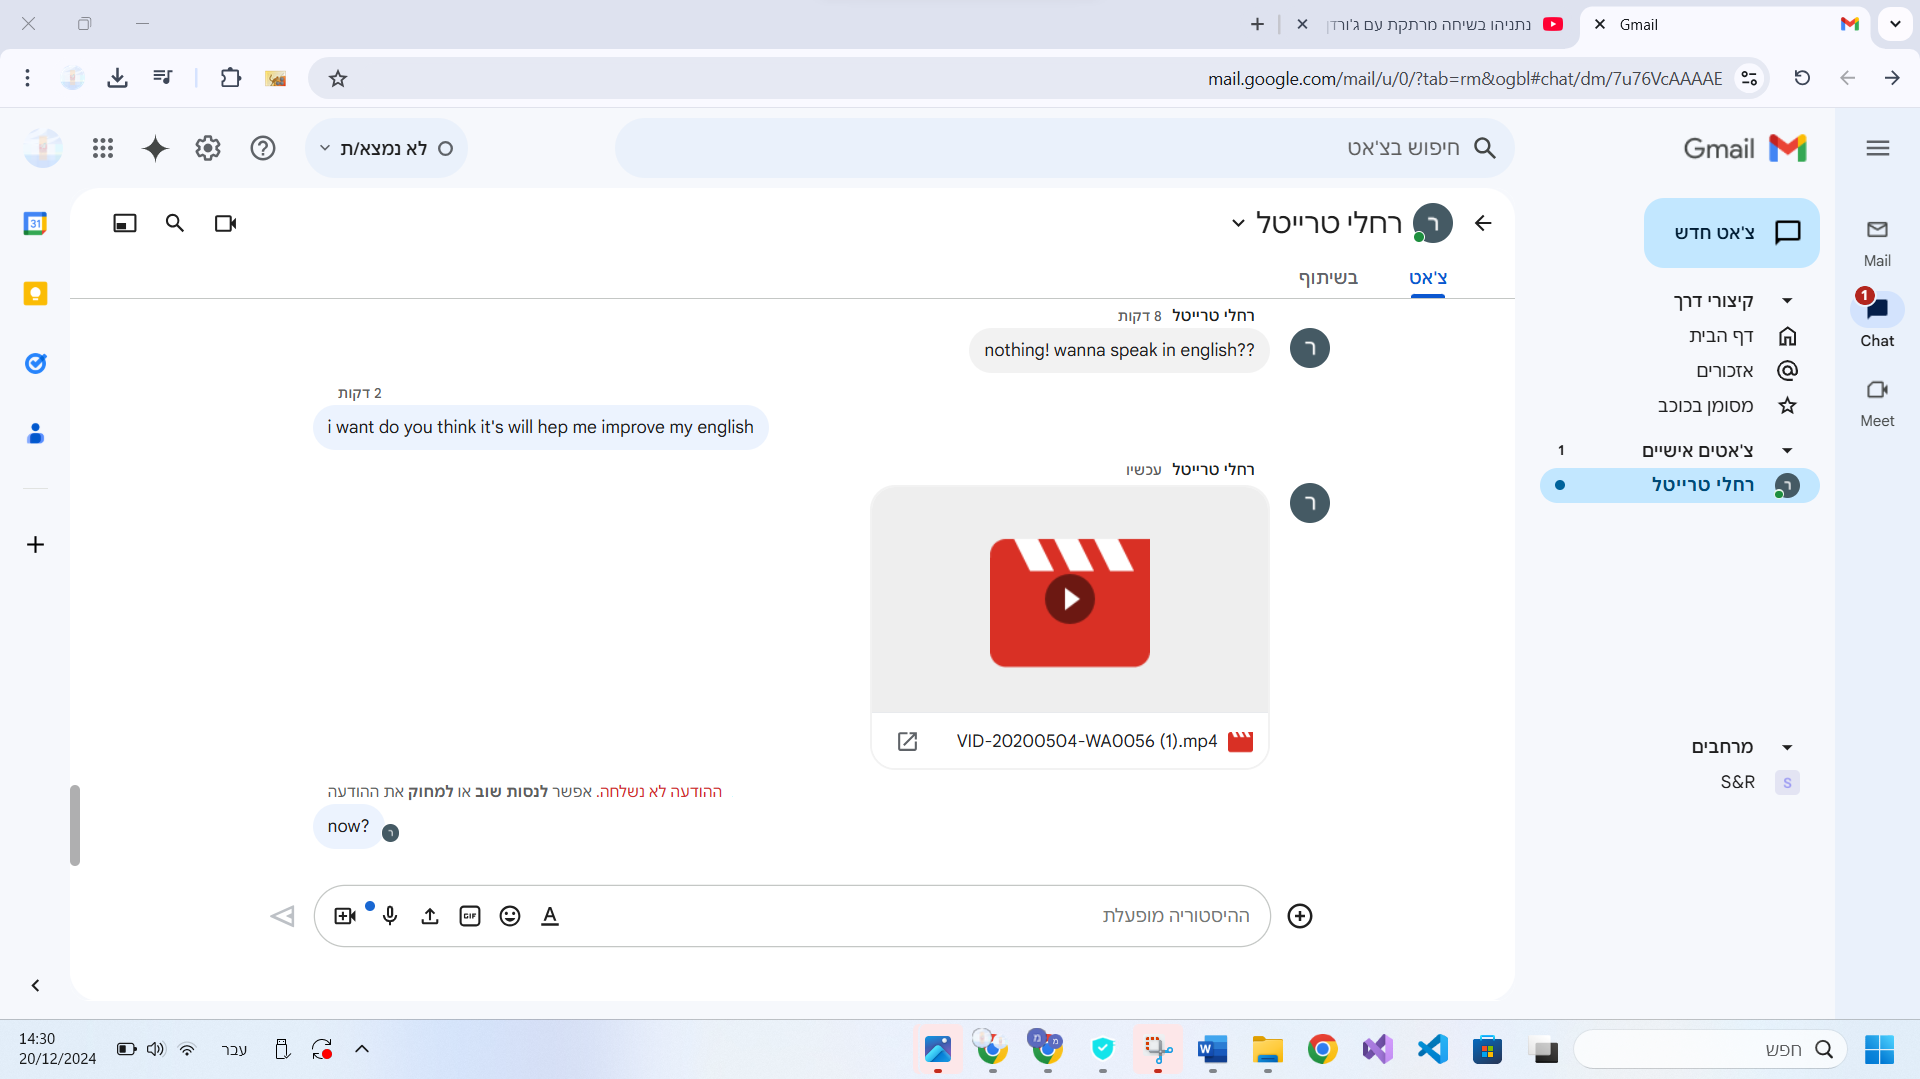 Gmail
נתניהו בשיחה מרתקת עם ג'ורדן
mail.google.com/mail/u/0/?tab=rm&ogbl#chat/dm/7u76VcAAAAE
Gmail
חיפוש בצ'אט
לא נמצא/ת
Mail
1
Chat
Meet
צ'אט חדש
קיצורי דרך
דף הבית
אזכורים
מסומן בכוכב
צ'אטים אישיים 1
ר רחלי טרייטל
מרחבים
S S&R
ר רחלי טרייטל
צ'אט בשיתוף
רחלי טרייטל 8 דקות
ר
nothing! wanna speak in english??
2 דקות
i want do you think it's will hep me improve my english
רחלי טרייטל עכשיו
ר
VID-20200504-WA0056 (1).mp4
ההודעה לא נשלחה. אפשר לנסות שוב או למחוק את ההודעה
now?
ר
ההיסטוריה מופעלת
GIF
A
31
חפש
W
מ
מ
עבר
14:30
20/12/2024